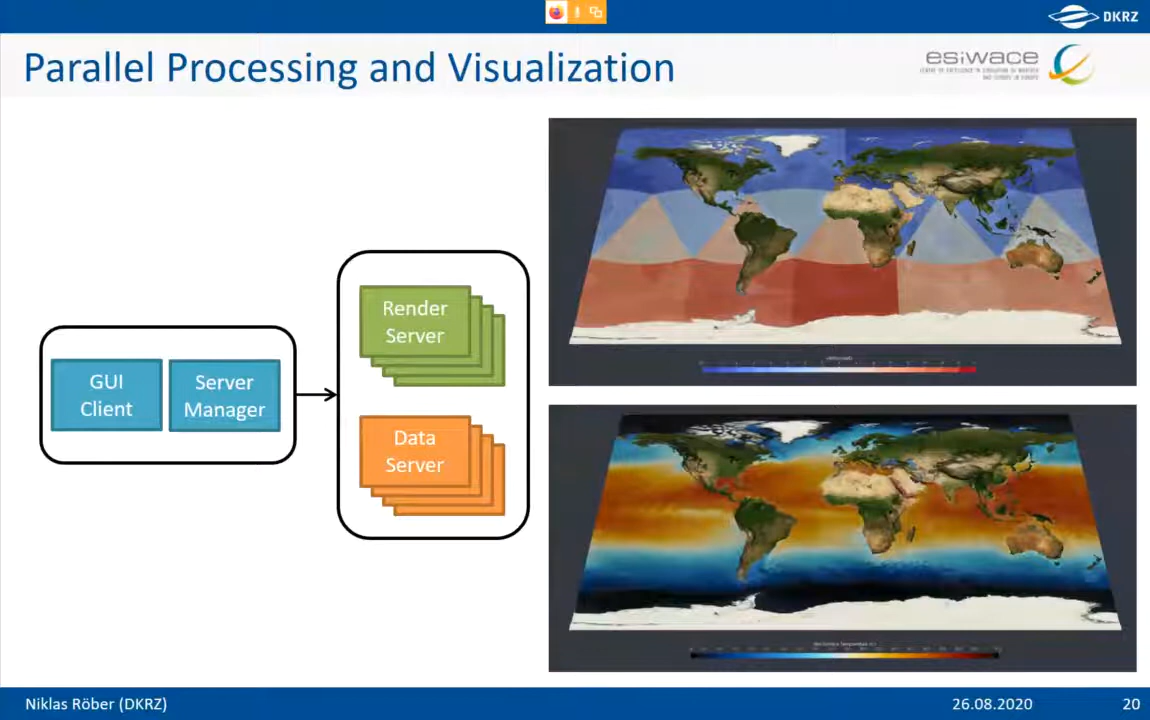 DKRZ
Parallel Processing and Visualization
esiwace
Render
Server
GUI
Client
Server
Manager
Data
Server
Niklas Röber (DKRZ)
26.08.2020
20